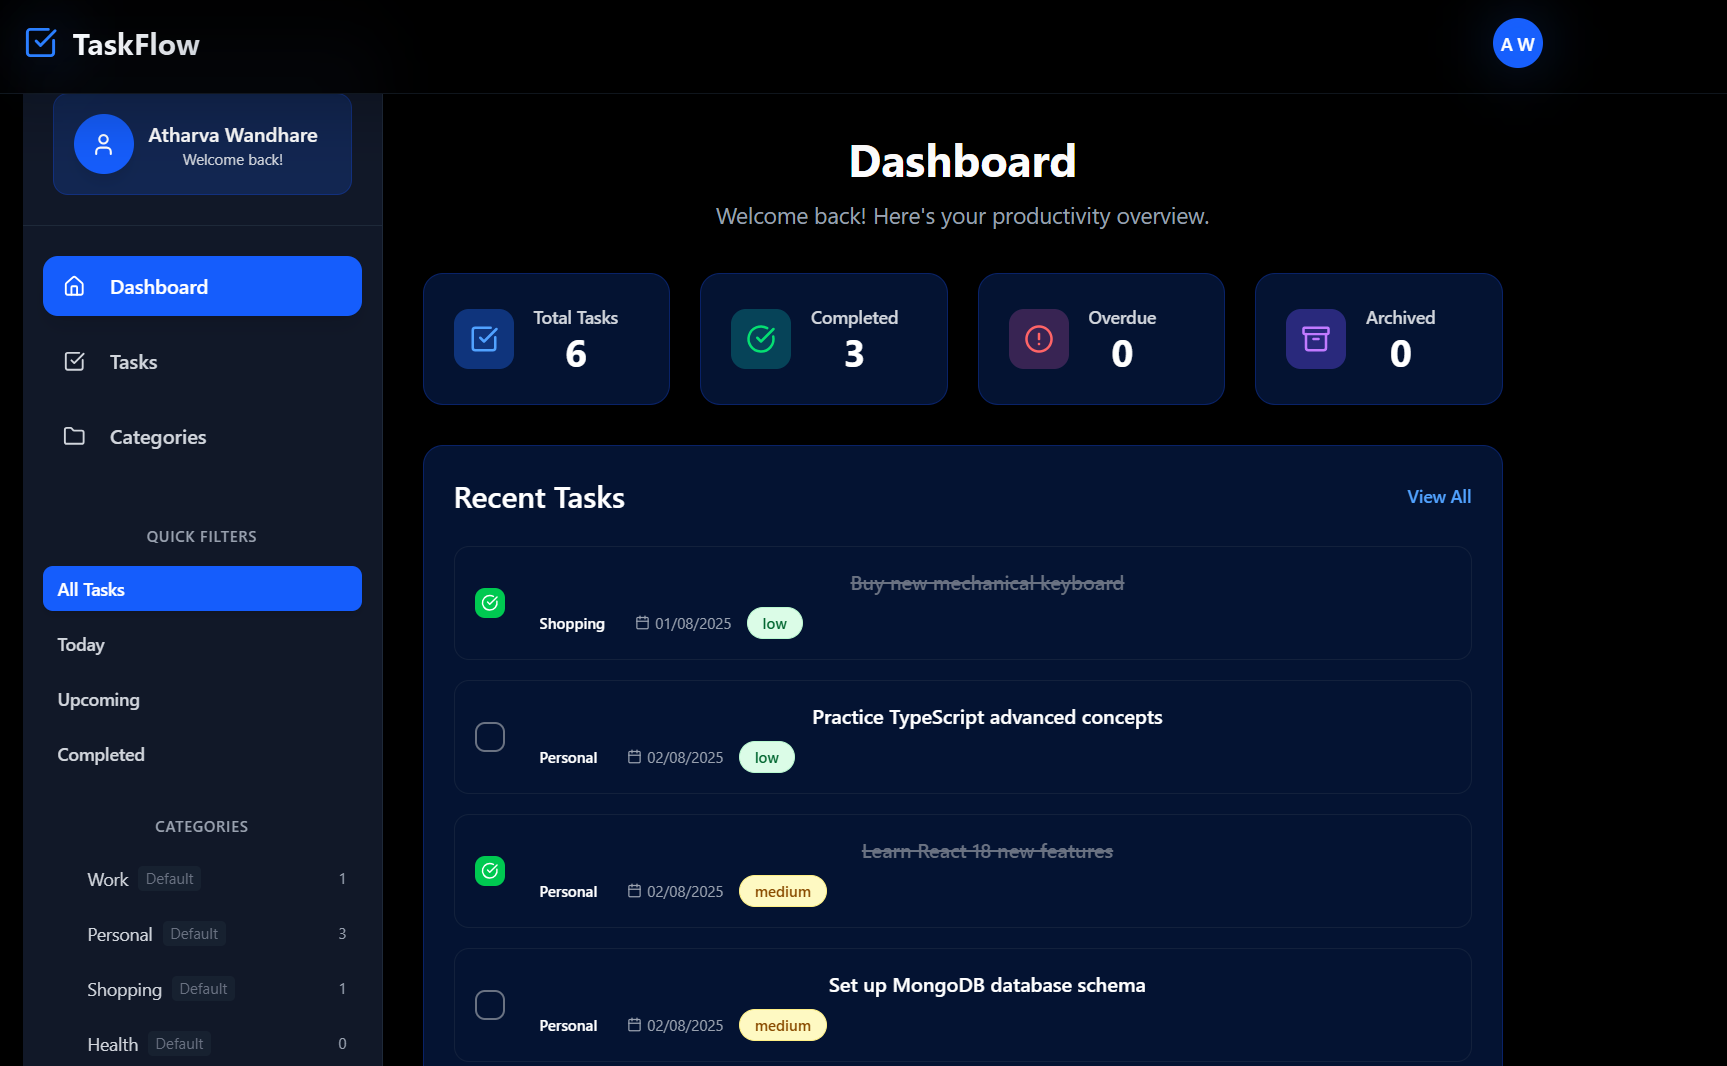 TaskFlow
A W
Atharva Wandhare
Welcome back!
Dashboard
Tasks
Categories
QUICK FILTERS
All Tasks
Today
Upcoming
Completed
CATEGORIES
Work Default 1
Personal Default 3
Shopping Default 1
Health Default 0
Dashboard
Welcome back! Here's your productivity overview.
Total Tasks
6
Completed
3
Overdue
0
Archived
0
Recent Tasks
View All
Buy new mechanical keyboard
Shopping 01/08/2025 low
Practice TypeScript advanced concepts
Personal 02/08/2025 low
Learn React 18 new features
Personal 02/08/2025 medium
Set up MongoDB database schema
Personal 02/08/2025 medium